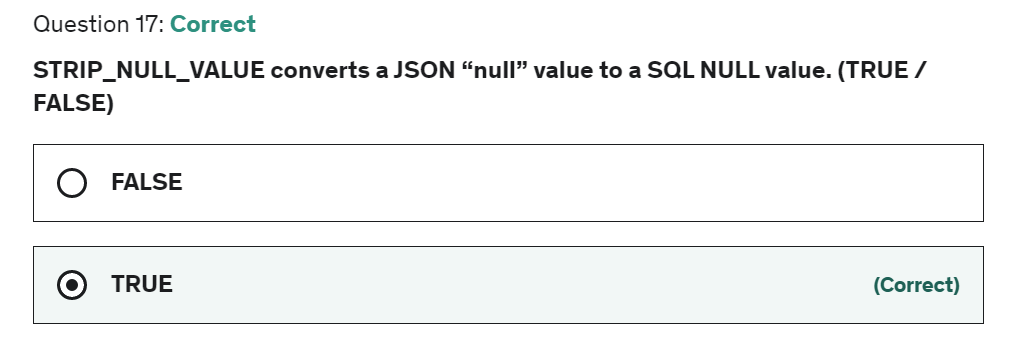 Question 17: Correct
STRIP_NULL_VALUE converts a JSON “null” value to a SQL NULL value. (TRUE /
FALSE)
FALSE
TRUE (Correct)